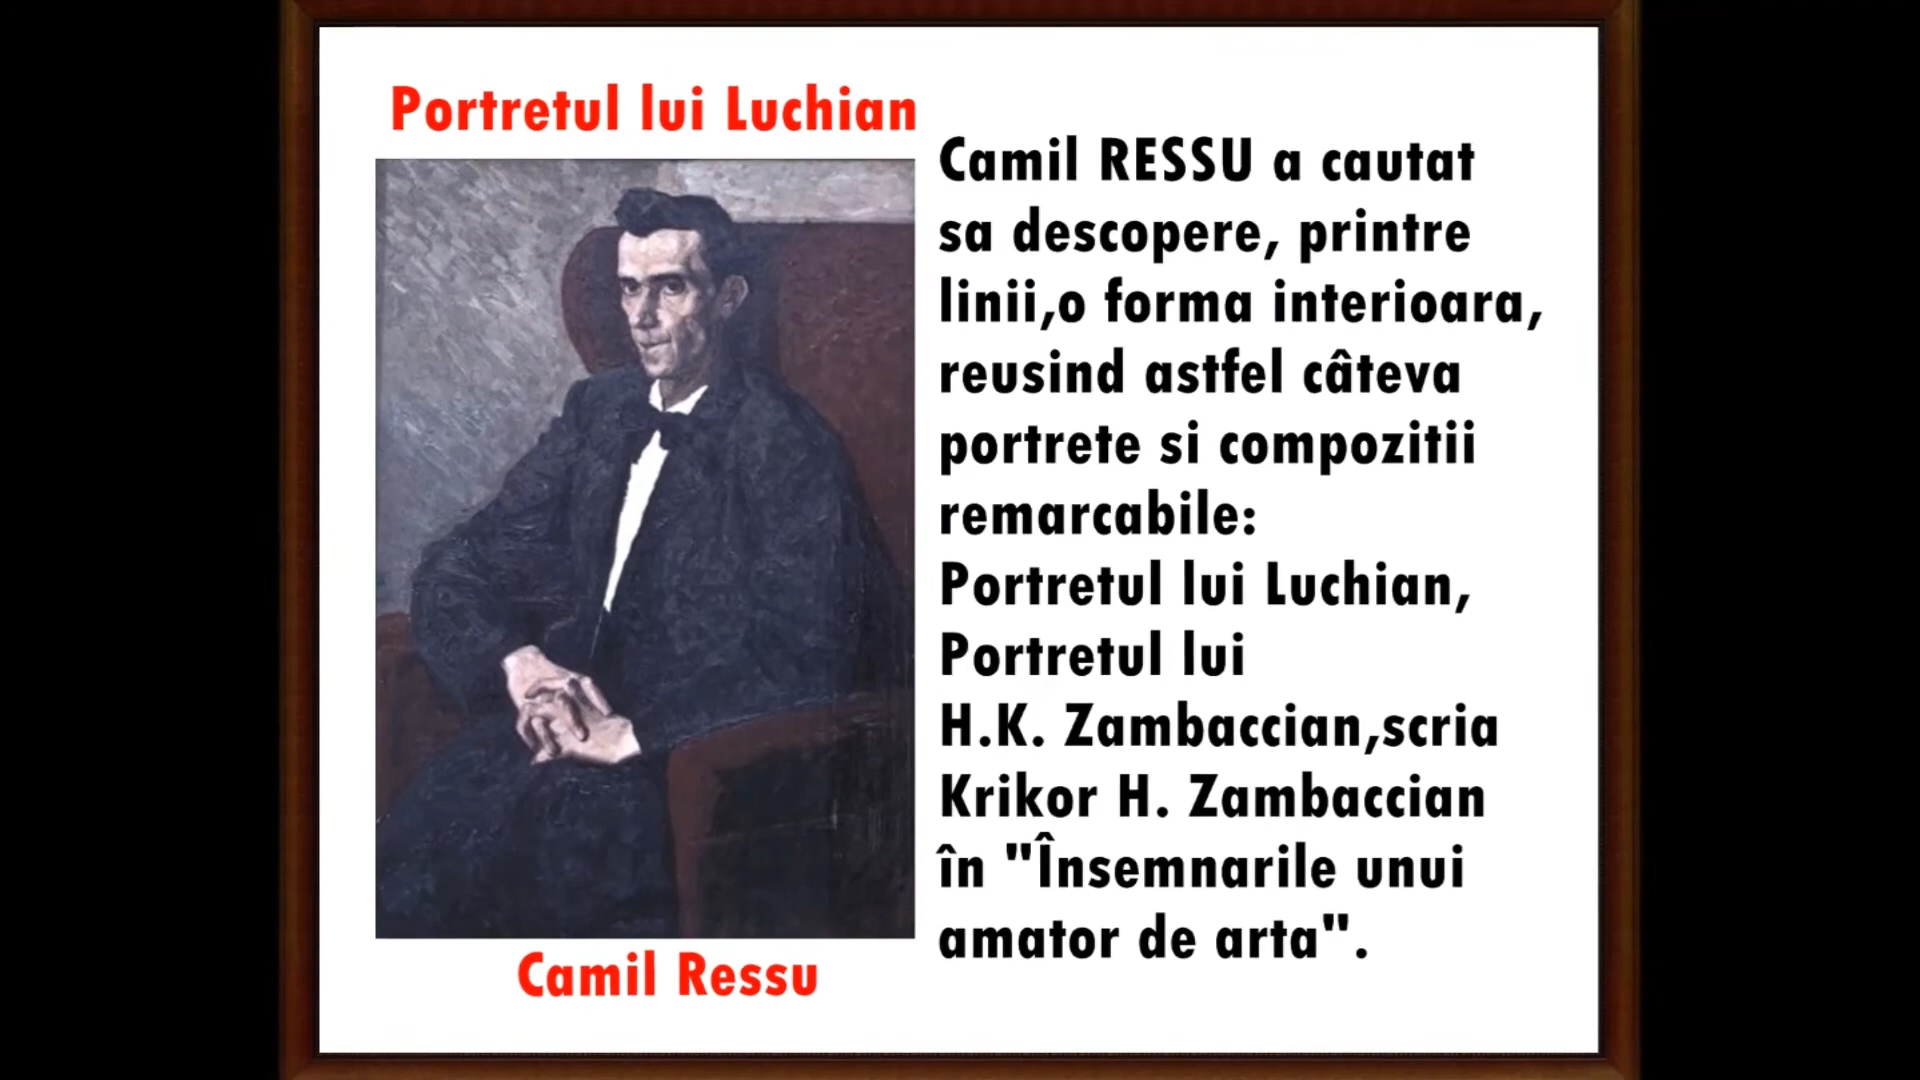 Portretul lui Luchian
Camil RESSU a cautat
sa descopere, printre
linii,o forma interioara,
reusind astfel câteva
portrete si compozitii
remarcabile:
Portretul lui Luchian,
Portretul lui
H.K. Zambaccian,scria
Krikor H. Zambaccian
în "Însemnarile unui
amator de arta".
Camil Ressu